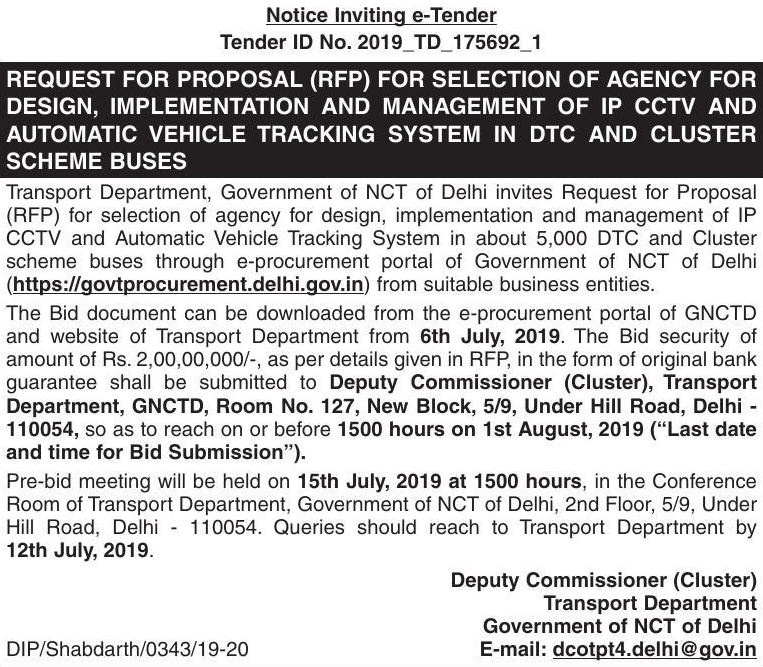 Notice Inviting e-Tender
Tender ID No. 2019_TD_175692_1
REQUEST FOR PROPOSAL (RFP) FOR SELECTION OF AGENCY FOR
DESIGN, IMPLEMENTATION AND MANAGEMENT OF IP CCTV AND
AUTOMATIC VEHICLE TRACKING SYSTEM IN DTC AND CLUSTER
SCHEME BUSES
Transport Department, Government of NCT of Delhi invites Request for Proposal
(RFP) for selection of agency for design, implementation and management of IP
CCTV and Automatic Vehicle Tracking System in about 5,000 DTC and Cluster
scheme buses through e-procurement portal of Government of NCT of Delhi
(https://govtprocurement.delhi.gov.in) from suitable business entities.
The Bid document can be downloaded from the e-procurement portal of GNCTD
and website of Transport Department from 6th July, 2019. The Bid security of
amount of Rs. 2,00,00,000/-, as per details given in RFP, in the form of original bank
guarantee shall be submitted to Deputy Commissioner (Cluster), Transport
Department, GNCTD, Room No. 127, New Block, 5/9, Under Hill Road, Delhi -
110054, so as to reach on or before 1500 hours on 1st August, 2019 (“Last date
and time for Bid Submission”).
Pre-bid meeting will be held on 15th July, 2019 at 1500 hours, in the Conference
Room of Transport Department, Government of NCT of Delhi, 2nd Floor, 5/9, Under
Hill Road, Delhi - 110054. Queries should reach to Transport Department by
12th July, 2019.
Deputy Commissioner (Cluster)
Transport Department
Government of NCT of Delhi
DIP/Shabdarth/0343/19-20 E-mail: dcotpt4.delhi@gov.in